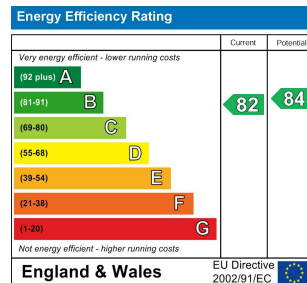 Energy Efficiency Rating
Current Potential
Very energy efficient - lower running costs
(92 plus) A
(81-91) B
82 84
(69-80) C
(55-68) D
(39-54) E
(21-38) F
(1-20) G
Not energy efficient - higher running costs
England & Wales
EU Directive
2002/91/EC